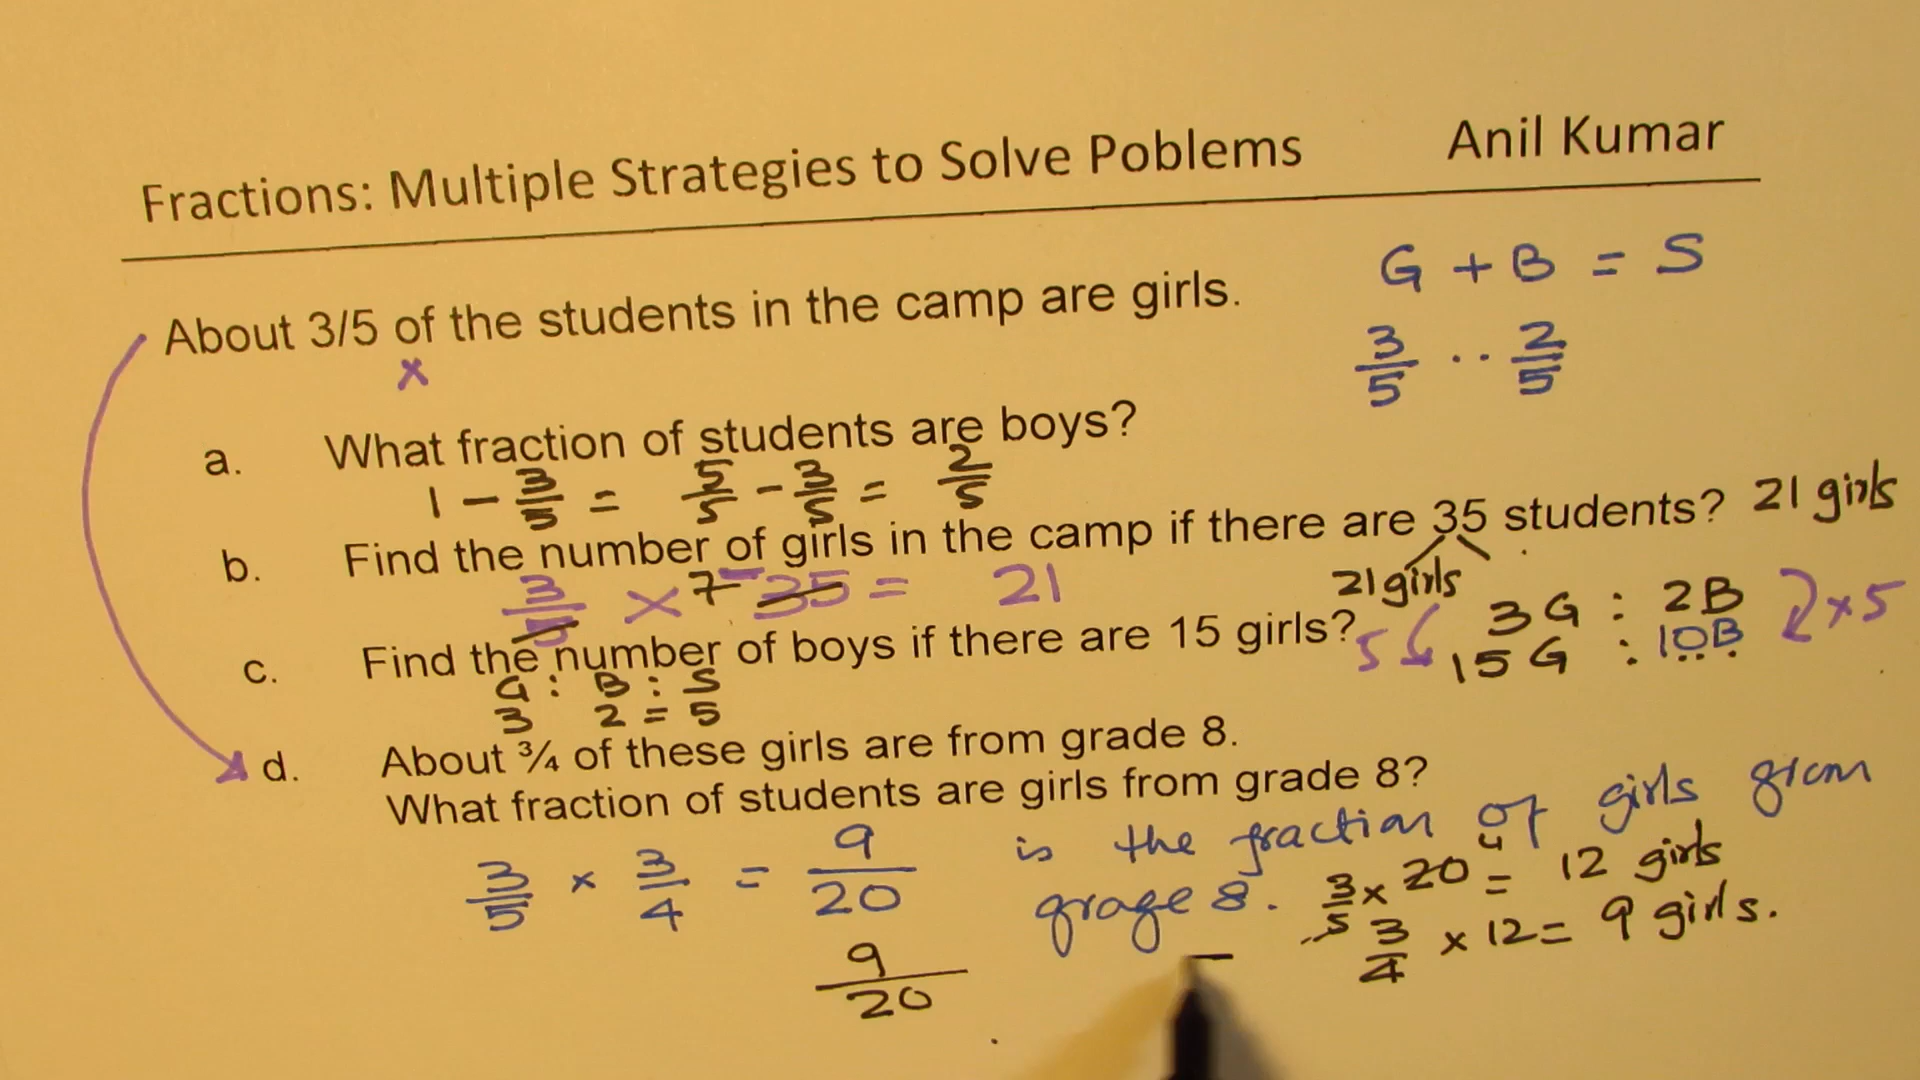 Fractions: Multiple Strategies to Solve Poblems
Anil Kumar
G + B = S
About 3/5 of the students in the camp are girls.
x
3/5 .. 2/5
a. What fraction of students are boys?
1 - 3/5 = 5/5 - 3/5 = 2/5
b. Find the number of girls in the camp if there are 35 students? 21 girls
3/5 x 7 35 = 21
21 girls
3G : 2B
x5
c. Find the number of boys if there are 15 girls?
5
15G : 10B
G : B : S
3 2 = 5
d. About ¾ of these girls are from grade 8.
What fraction of students are girls from grade 8?
3/5 x 3/4 = 9/20 is the fraction of girls from
grage 8.
3/5 x 20 4 = 12 girls
3/4 x 12 = 9 girls.
9/20